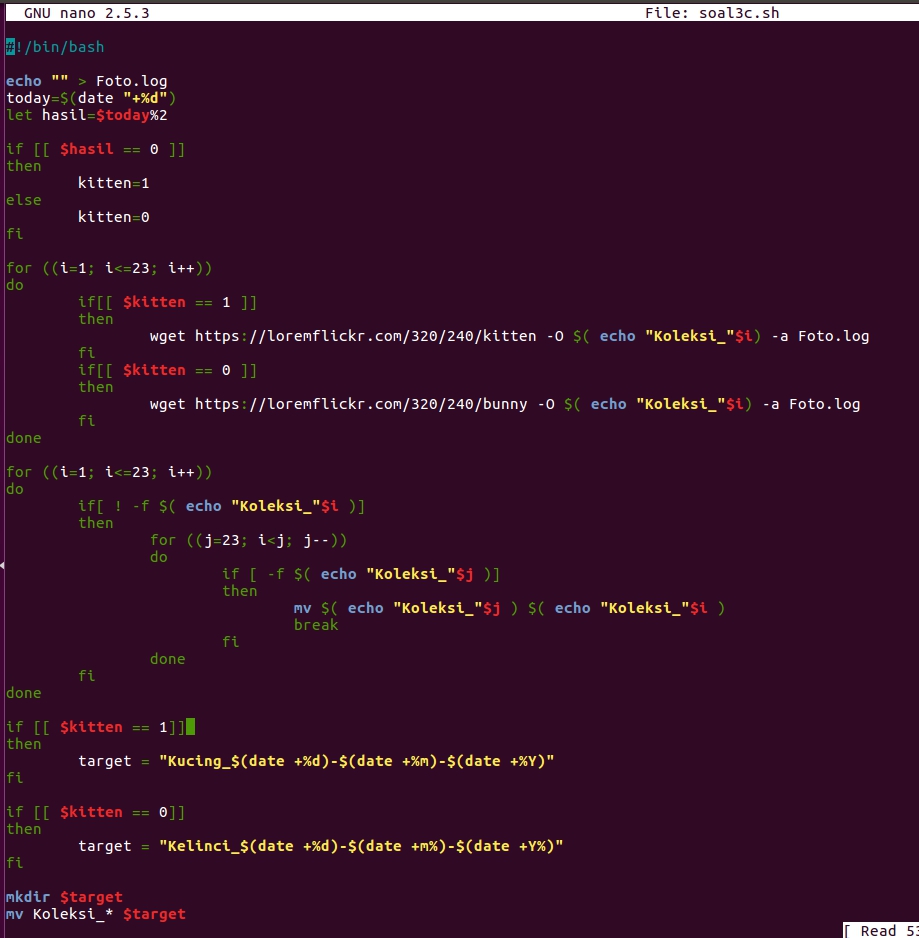 GNU nano 2.5.3 File: soal3c.sh
#!/bin/bash
echo "" > Foto.log
today=$(date "+%d")
let hasil=$today%2
if [[ $hasil == 0 ]]
then
kitten=1
else
kitten=0
fi
for ((i=1; i<=23; i++))
do
if[[ $kitten == 1 ]]
then
wget https://loremflickr.com/320/240/kitten -O $( echo "Koleksi_"$i) -a Foto.log
fi
if[[ $kitten == 0 ]]
then
wget https://loremflickr.com/320/240/bunny -O $( echo "Koleksi_"$i) -a Foto.log
fi
done
for ((i=1; i<=23; i++))
do
if[ ! -f $( echo "Koleksi_"$i )]
then
for ((j=23; i<j; j--))
do
if [ -f $( echo "Koleksi_"$j )]
then
mv $( echo "Koleksi_"$j ) $( echo "Koleksi_"$i )
break
fi
done
fi
done
if [[ $kitten == 1]]
then
target = "Kucing_$(date +%d)-$(date +%m)-$(date +%Y)"
fi
if [[ $kitten == 0]]
then
target = "Kelinci_$(date +%d)-$(date +m%)-$(date +Y%)"
fi
mkdir $target
mv Koleksi_* $target
[ Read 53